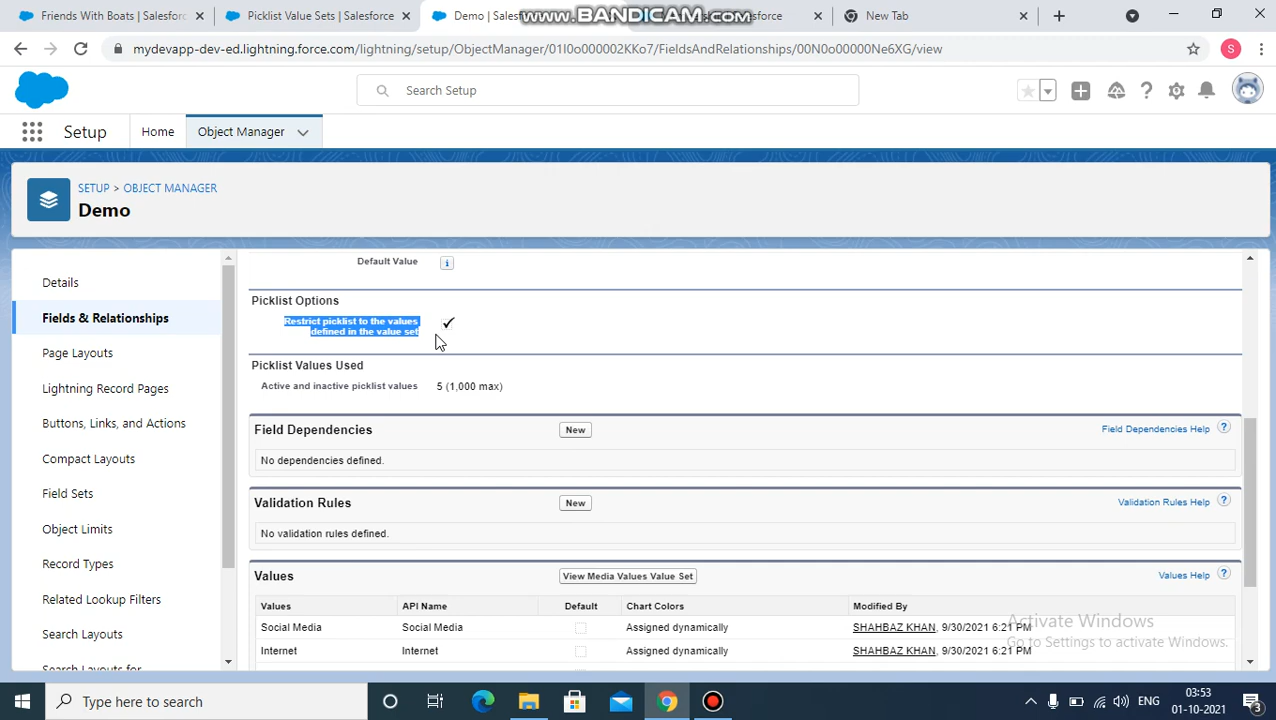 Friends With Boats | Salesforc
Picklist Value Sets | Salesforce
Demo | Sales
WWW.BANDICAM.COM
esforce
New Tab
mydevapp-dev-ed.lightning.force.com/lightning/setup/ObjectManager/01I0o000002KKo7/FieldsAndRelationships/00N0o00000Ne6XG/view
S
Search Setup
Setup
Home
Object Manager
SETUP > OBJECT MANAGER
Demo
Details
Fields & Relationships
Page Layouts
Lightning Record Pages
Buttons, Links, and Actions
Compact Layouts
Field Sets
Object Limits
Record Types
Related Lookup Filters
Search Layouts
Search Layouts for
Default Value
Picklist Options
Restrict picklist to the values
defined in the value set
Picklist Values Used
Active and inactive picklist values 5 (1,000 max)
Field Dependencies New Field Dependencies Help ?
No dependencies defined.
Validation Rules New Validation Rules Help ?
No validation rules defined.
Values View Media Values Value Set Values Help ?
Values API Name Default Chart Colors Modified By
Social Media Social Media Assigned dynamically SHAHBAZ KHAN, 9/30/2021 6:21 PM
Internet Internet Assigned dynamically SHAHBAZ KHAN, 9/30/2021 6:21 PM
Activate Windows
Go to Settings to activate Windows.
Type here to search
ENG
03:53
01-10-2021
3